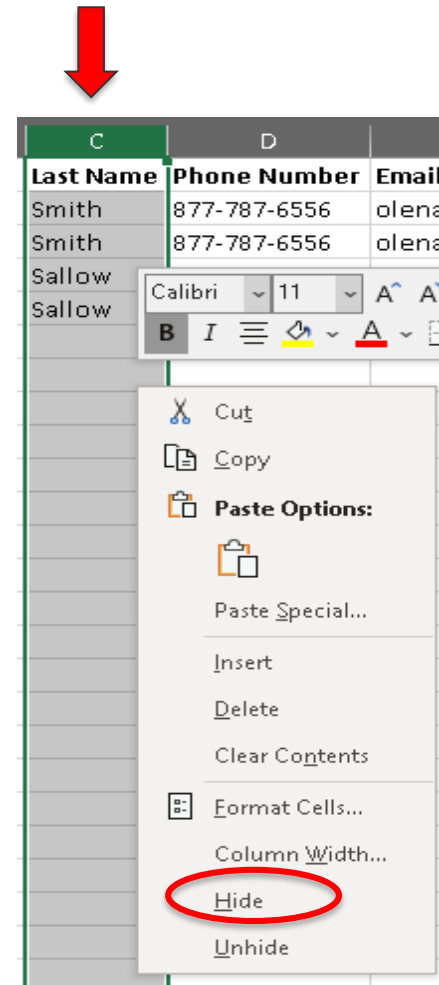 C D
Last Name Phone Number Email
Smith 877-787-6556 olena
Smith 877-787-6556 olena
Sallow
Sallow
Calibri 11 A^ A
B I A
Cut
Copy
Paste Options:
Paste Special...
Insert
Delete
Clear Contents
Format Cells...
Column Width...
Hide
Unhide